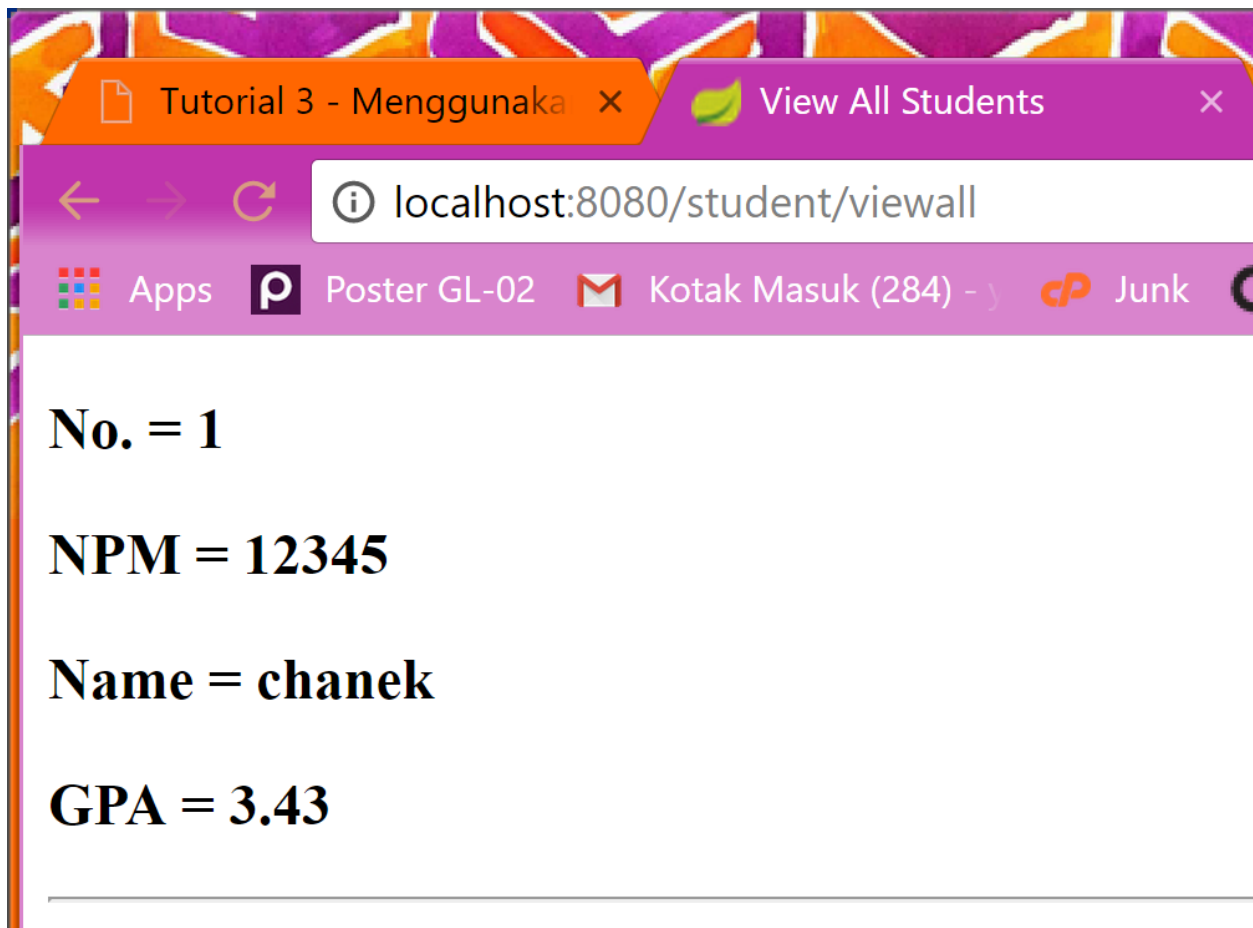 Tutorial 3 - Menggunaka
View All Students
localhost:8080/student/viewall
Apps
Poster GL-02
Kotak Masuk (284) - y
cP Junk
No. = 1
NPM = 12345
Name = chanek
GPA = 3.43